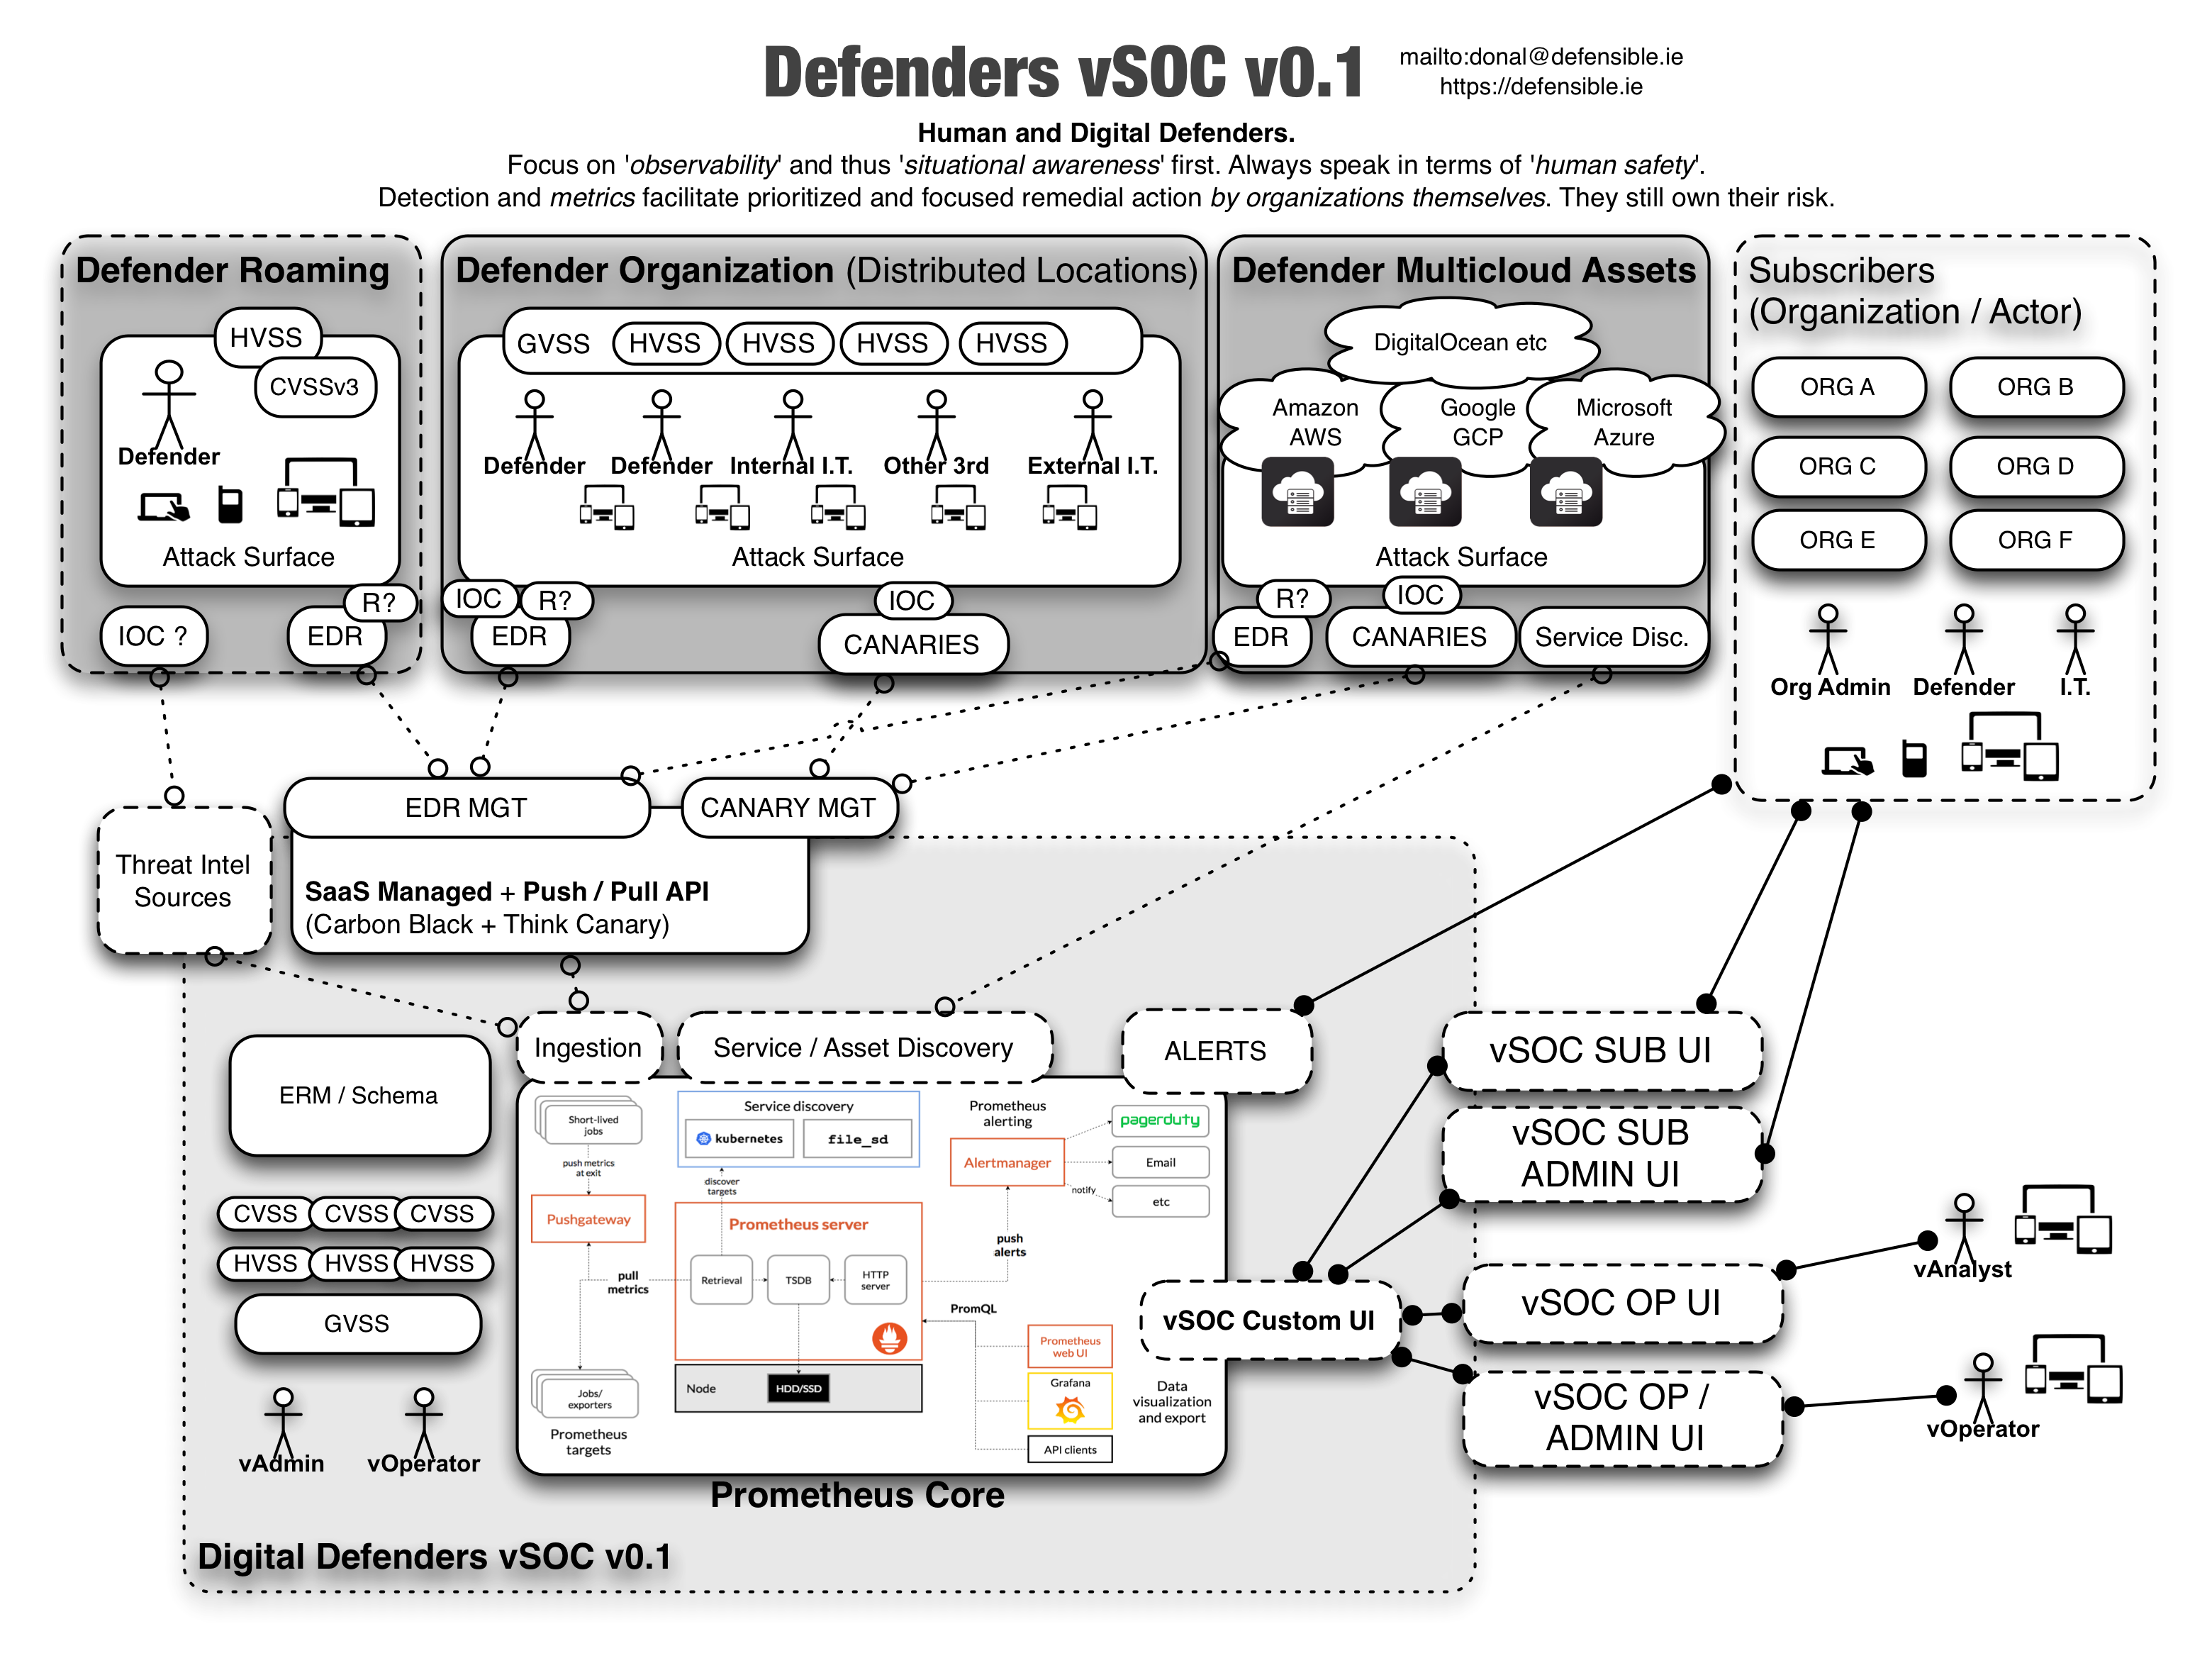 Defenders vSOC v0.1
mailto:donal@defensible.ie
https://defensible.ie
Human and Digital Defenders.
Focus on 'observability' and thus 'situational awareness' first. Always speak in terms of 'human safety'.
Detection and metrics facilitate prioritized and focused remedial action by organizations themselves. They still own their risk.
Defender Roaming
HVSS
CVSSv3
Defender
Attack Surface
IOC ?
R?
EDR
Defender Organization (Distributed Locations)
GVSS HVSS HVSS HVSS HVSS
Defender Defender Internal I.T. Other 3rd External I.T.
Attack Surface
IOC R?
EDR
IOC
CANARIES
Defender Multicloud Assets
DigitalOcean etc
Amazon
AWS
Google
GCP
Microsoft
Azure
Attack Surface
R?
EDR
IOC
CANARIES
Service Disc.
Subscribers
(Organization / Actor)
ORG A ORG B
ORG C ORG D
ORG E ORG F
Org Admin Defender I.T.
Threat Intel
Sources
EDR MGT
CANARY MGT
SaaS Managed + Push / Pull API
(Carbon Black + Think Canary)
Ingestion
Service / Asset Discovery
ALERTS
ERM / Schema
CVSS CVSS CVSS
HVSS HVSS HVSS
GVSS
vAdmin vOperator
Short-lived
jobs
push metrics
at exit
Pushgateway
Service discovery
kubernetes
file_sd
discover
targets
Prometheus
alerting
Alertmanager
pagerduty
Email
notify
etc
Prometheus server
Retrieval
TSDB
HTTP
server
pull
metrics
push
alerts
PromQL
Node
HDD/SSD
Jobs/
exporters
Prometheus
targets
Prometheus
web UI
Grafana
API clients
Data
visualization
and export
Prometheus Core
Digital Defenders vSOC v0.1
vSOC Custom UI
vSOC SUB UI
vSOC SUB
ADMIN UI
vSOC OP UI
vSOC OP /
ADMIN UI
vAnalyst
vOperator